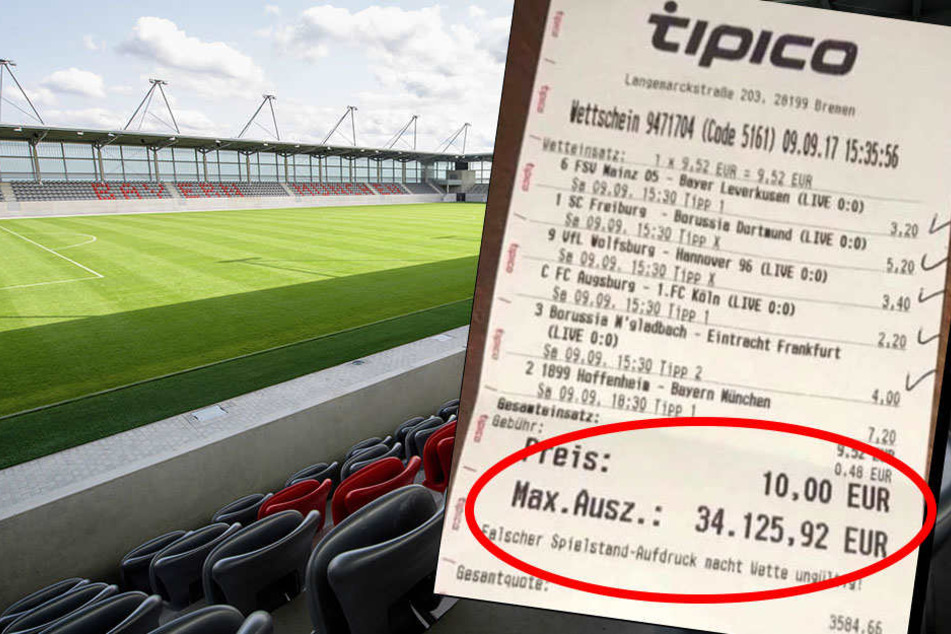 BAYERN
tipico
Langemarckstraße 203, 28199 Bremen
Wettschein 9471704 (Code 5161) 09.09.17 15:35:56
Wetteinsatz: 1 x 9,52 EUR = 9,52 EUR
6 FSV Mainz 05 - Bayer Leverkusen (LIVE 0:0)
Sa 09.09. 15:30 Tipp 1 3,20
1 SC Freiburg - Borussia Dortmund (LIVE 0:0)
Sa 09.09. 15:30 Tipp X 5,20
9 VfL Wolfsburg - Hannover 96 (LIVE 0:0)
Sa 09.09. 15:30 Tipp X 3,40
C FC Augsburg - 1.FC Köln (LIVE 0:0)
Sa 09.09. 15:30 Tipp 1 2,20
3 Borussia M'gladbach - Eintracht Frankfurt
(LIVE 0:0)
Sa 09.09. 15:30 Tipp 2 4,00
2 1899 Hoffenheim - Bayern München
Sa 09.09. 18:30 Tipp 1 7,20
Gesamteinsatz: 9,52 EUR
Gebühr: 0,48 EUR
Preis: 10,00 EUR
Max.Ausz.: 34.125,92 EUR
Falscher Spielstand-Aufdruck macht Wette ungültig!
Gesamtquote: 3584,66
tipico
tipico
tipico
tipico
tipico
tipico